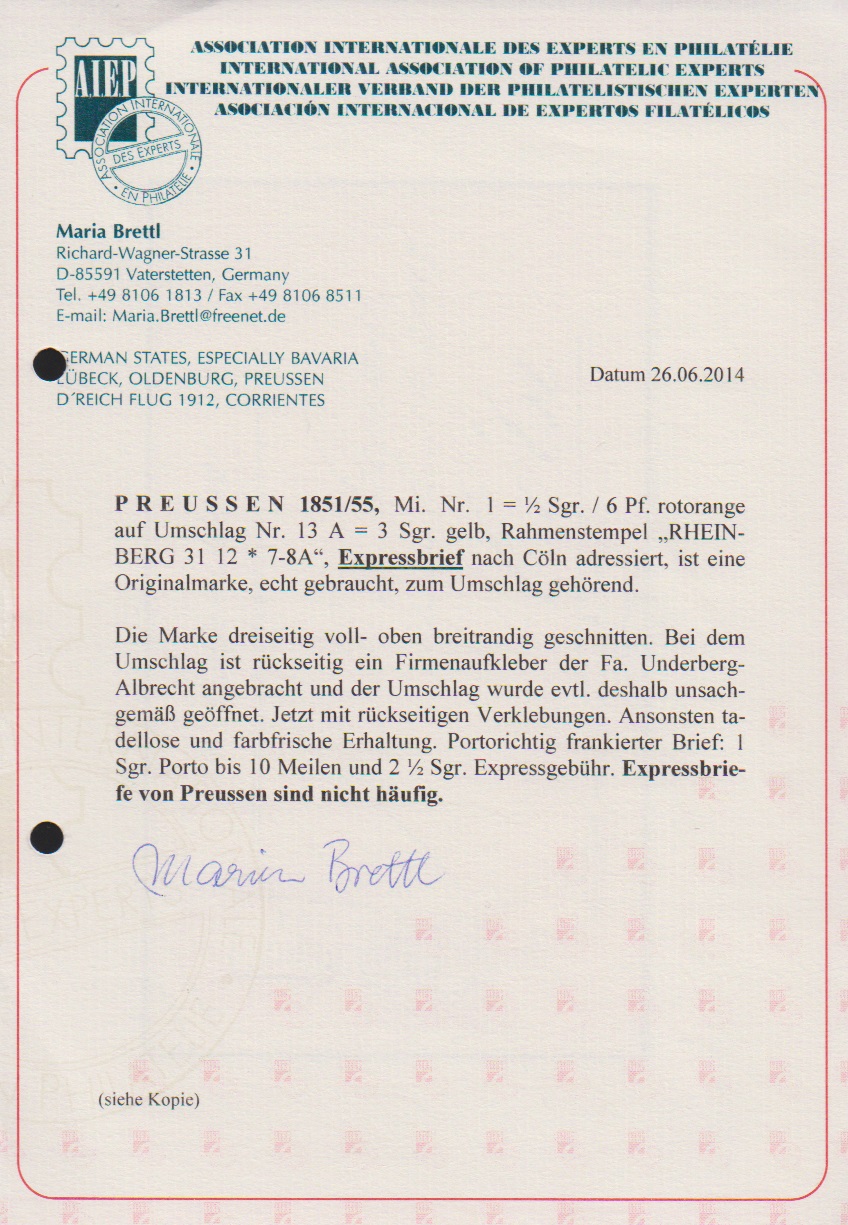 ASSOCIATION INTERNATIONALE DES EXPERTS EN PHILATÉLIE
INTERNATIONAL ASSOCIATION OF PHILATELIC EXPERTS
INTERNATIONALER VERBAND DER PHILATELISTISCHEN EXPERTEN
ASOCIACIÓN INTERNACIONAL DE EXPERTOS FILATÉLICOS
AIEP
ASSOCIATION INTERNATIONALE
DES EXPERTS
• EN PHILATÉLIE •
Maria Brettl
Richard-Wagner-Strasse 31
D-85591 Vaterstetten, Germany
Tel. +49 8106 1813 / Fax +49 8106 8511
E-mail: Maria.Brettl@freenet.de
GERMAN STATES, ESPECIALLY BAVARIA
LÜBECK, OLDENBURG, PREUSSEN
D´REICH FLUG 1912, CORRIENTES
Datum 26.06.2014
P R E U S S E N 1851/55, Mi. Nr. 1 = ½ Sgr. / 6 Pf. rotorange
auf Umschlag Nr. 13 A = 3 Sgr. gelb, Rahmenstempel „RHEIN-
BERG 31 12 * 7-8A“, Expressbrief nach Cöln adressiert, ist eine
Originalmarke, echt gebraucht, zum Umschlag gehörend.
Die Marke dreiseitig voll- oben breitrandig geschnitten. Bei dem
Umschlag ist rückseitig ein Firmenaufkleber der Fa. Underberg-
Albrecht angebracht und der Umschlag wurde evtl. deshalb unsach-
gemäß geöffnet. Jetzt mit rückseitigen Verklebungen. Ansonsten ta-
dellose und farbfrische Erhaltung. Portorichtig frankierter Brief: 1
Sgr. Porto bis 10 Meilen und 2 ½ Sgr. Expressgebühr. Expressbrie-
fe von Preussen sind nicht häufig.
Maria Brettl
(siehe Kopie)